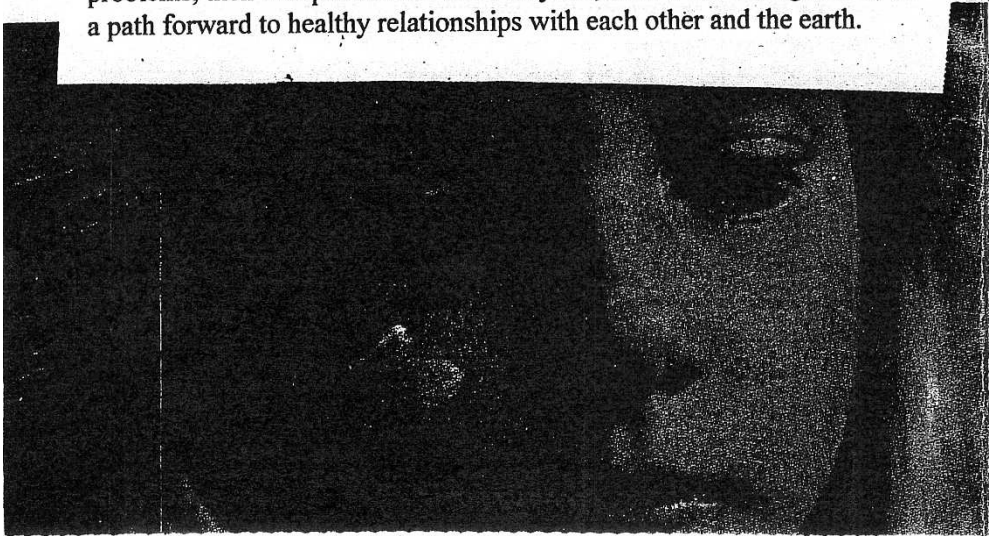 a path forward to healthy relationships with each other and the earth.